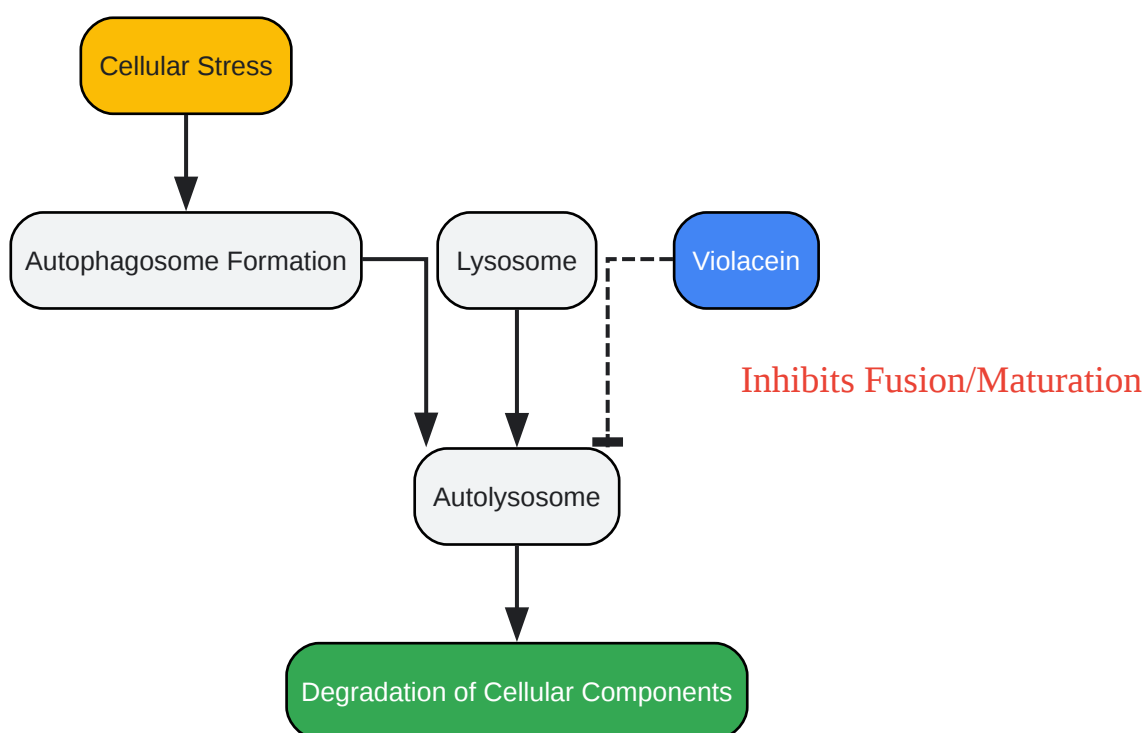 Cellular Stress
Autophagosome Formation
Lysosome
Violacein
Inhibits Fusion/Maturation
Autolysosome
Degradation of Cellular Components